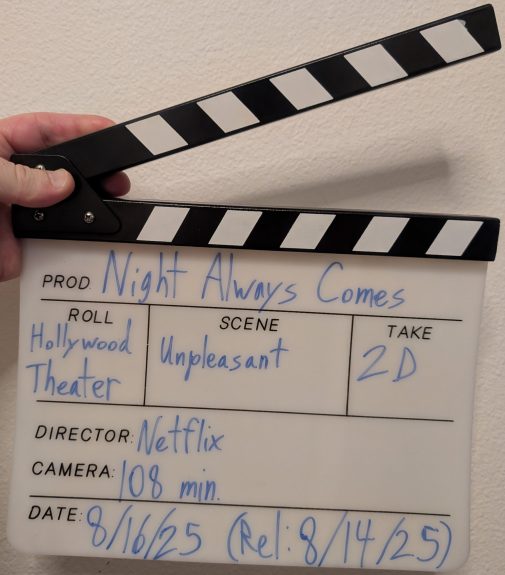 PROD. Night Always Comes
ROLL SCENE TAKE
Hollywood Theater Unpleasant 2D
DIRECTOR: Netflix
CAMERA: 108 min.
DATE: 8/16/25 (Rel: 8/14/25)